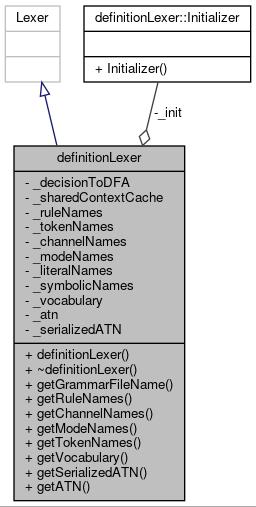 Lexer
definitionLexer::Initializer
+ Initializer()
-_init
definitionLexer
- _decisionToDFA
- _sharedContextCache
- _ruleNames
- _tokenNames
- _channelNames
- _modeNames
- _literalNames
- _symbolicNames
- _vocabulary
- _atn
- _serializedATN
+ definitionLexer()
+ ~definitionLexer()
+ getGrammarFileName()
+ getRuleNames()
+ getChannelNames()
+ getModeNames()
+ getTokenNames()
+ getVocabulary()
+ getSerializedATN()
+ getATN()